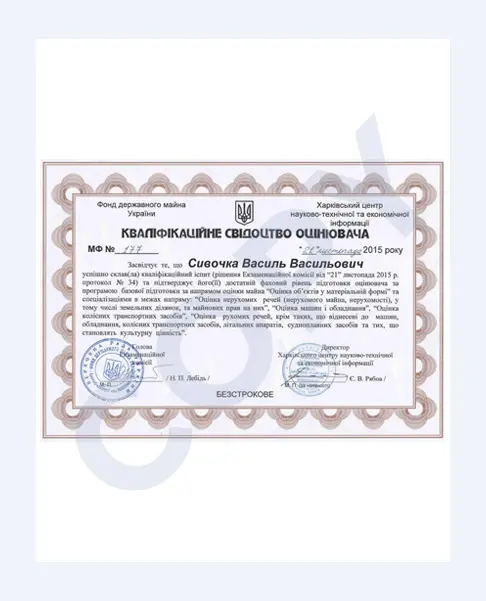 Фонд державного майна
України
Харківський центр
науково-технічної та економічної
інформації
КВАЛІФІКАЦІЙНЕ СВІДОЦТВО ОЦІНЮВАЧА
МФ № 177
"21" листопада 2015 року
Засвідчує те, що Сивочка Василь Васильович
успішно склав(ла) кваліфікаційний іспит (рішення Екзаменаційної комісії від "21" листопада 2015 р.
протокол № 34) та підтверджує його(її) достатній фаховий рівень підготовки оцінювача за
програмою базової підготовки за напрямом оцінки майна "Оцінка об'єктів у матеріальній формі" та
спеціалізаціями в межах напряму: "Оцінка нерухомих речей (нерухомого майна, нерухомості), у
тому числі земельних ділянок, та майнових прав на них", "Оцінка машин і обладнання", "Оцінка
колісних транспортних засобів", "Оцінка рухомих речей, крім таких, що віднесені до машин,
обладнання, колісних транспортних засобів, літальних апаратів, судноплавних засобів та тих, що
становлять культурну цінність".
Голова
Екзаменаційної
комісії
М. П.
/ Н. П. Лебідь /
Директор
Харківського центру науково-технічної
та економічної інформації
М. П.
Є. В. Рябов /
БЕЗСТРОКОВЕ
COPY